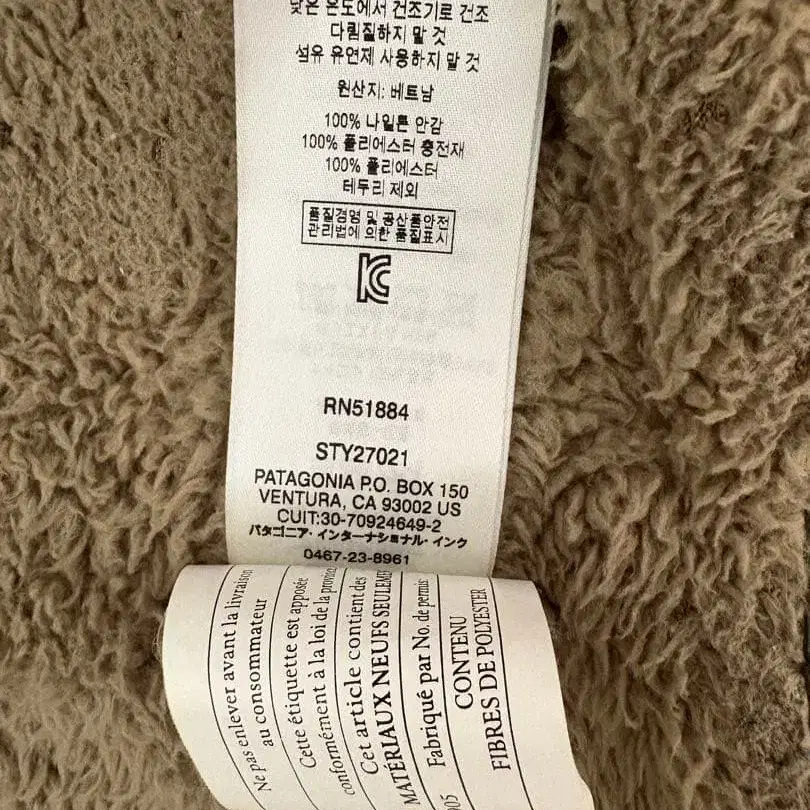 낮은 온도에서 건조기로 건조
다림질하지 말 것
섬유 유연제 사용하지 말 것
원산지: 베트남
100% 나일론 안감
100% 폴리에스터 충전재
100% 폴리에스터
테두리 제외
품질경영 및 공산품안전
관리법에 의한 품질표시
KC
RN51884
STY27021
PATAGONIA P.O. BOX 150
VENTURA, CA 93002 US
CUIT:30-70924649-2
パタゴニア・インターナショナル・インク
0467-23-8961
Ne pas enlever avant la livraison
au consommateur
Cette étiquette est apposée
conformément à la loi de la province
Cet article contient des
MATÉRIAUX NEUFS SEULEMENT
Fabriqué par No. de permis
CONTENU
FIBRES DE POLYESTER